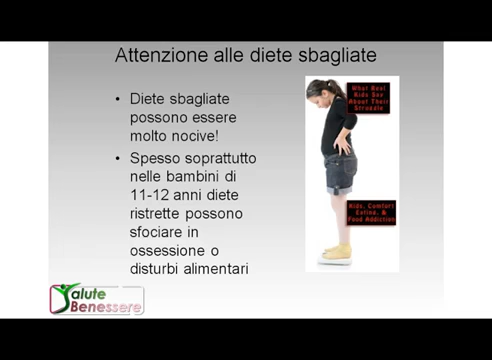 Attenzione alle diete sbagliate
• Diete sbagliate
possono essere
molto nocive!
• Spesso soprattutto
nelle bambini di
11-12 anni diete
ristrette possono
sfociare in
ossessione o
disturbi alimentari
What Real
Kids Say
About Their
Struggle
Kids, Comfort
Eating, &
Food Addiction
Salute
Benessere